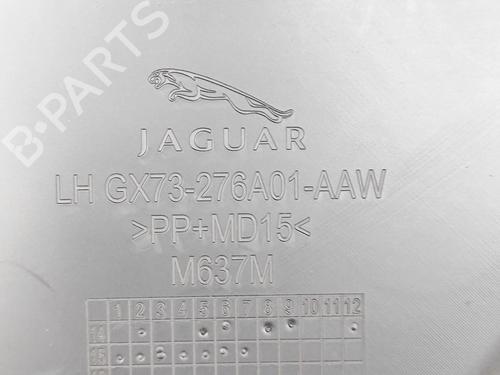 B-PARTS
JAGUAR
LH GX73-276A01-AAW
>PP+MD15<
M637M
1 2 3 4 5 6 7 8 9 10 11 12
14
15